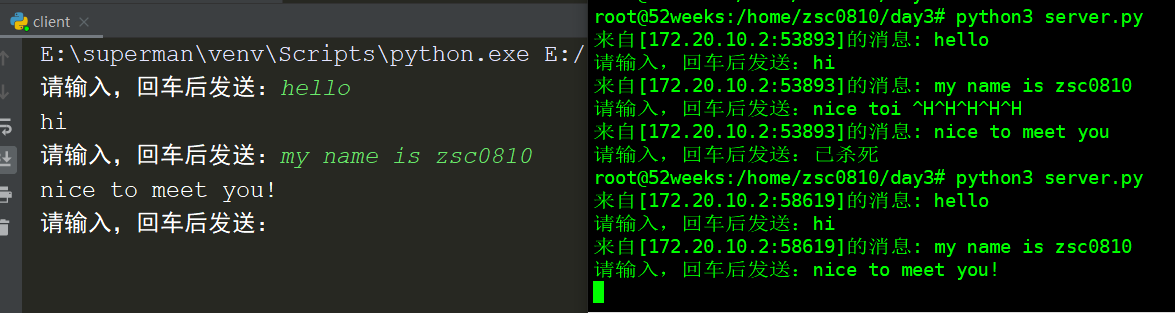 client
E:\superman\venv\Scripts\python.exe E:/
请输入，回车后发送：hello
hi
请输入，回车后发送：my name is zsc0810
nice to meet you!
请输入，回车后发送：
root@52weeks:/home/zsc0810/day3# python3 server.py
来自[172.20.10.2:53893]的消息: hello
请输入，回车后发送：hi
来自[172.20.10.2:53893]的消息: my name is zsc0810
请输入，回车后发送：nice toi ^H^H^H^H^H
来自[172.20.10.2:53893]的消息: nice to meet you
请输入，回车后发送：已杀死
root@52weeks:/home/zsc0810/day3# python3 server.py
来自[172.20.10.2:58619]的消息: hello
请输入，回车后发送：hi
来自[172.20.10.2:58619]的消息: my name is zsc0810
请输入，回车后发送：nice to meet you!